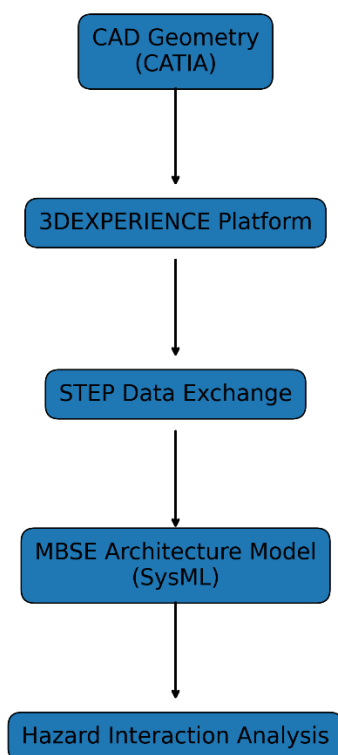 CAD Geometry
(CATIA)
3DEXPERIENCE Platform
STEP Data Exchange
MBSE Architecture Model
(SysML)
Hazard Interaction Analysis